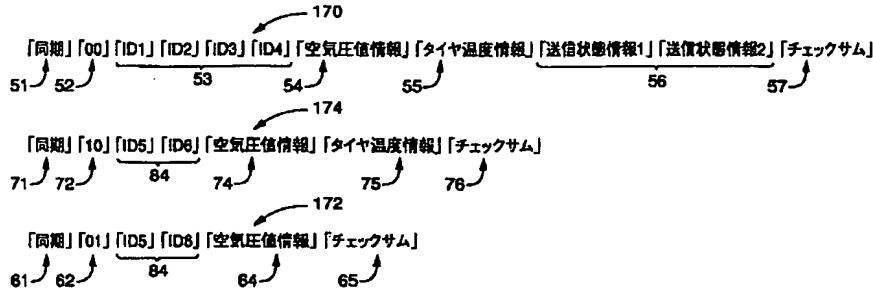 170
「同期」「00」「ID1」「ID2」「ID3」「ID4」「空気圧値情報」「タイヤ温度情報」「送信状態情報1」「送信状態情報2」「チェックサム」
51 52 53 54 55 56 57
174
「同期」「10」「ID5」「ID6」「空気圧値情報」「タイヤ温度情報」「チェックサム」
71 72 84 74 75 76
172
「同期」「01」「ID5」「ID6」「空気圧値情報」「チェックサム」
61 62 84 64 65